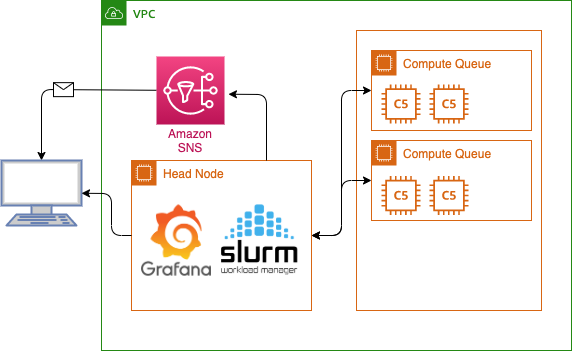 VPC
Amazon
SNS
Compute Queue
C5 C5
Compute Queue
C5 C5
Head Node
Grafana
slurm
workload manager